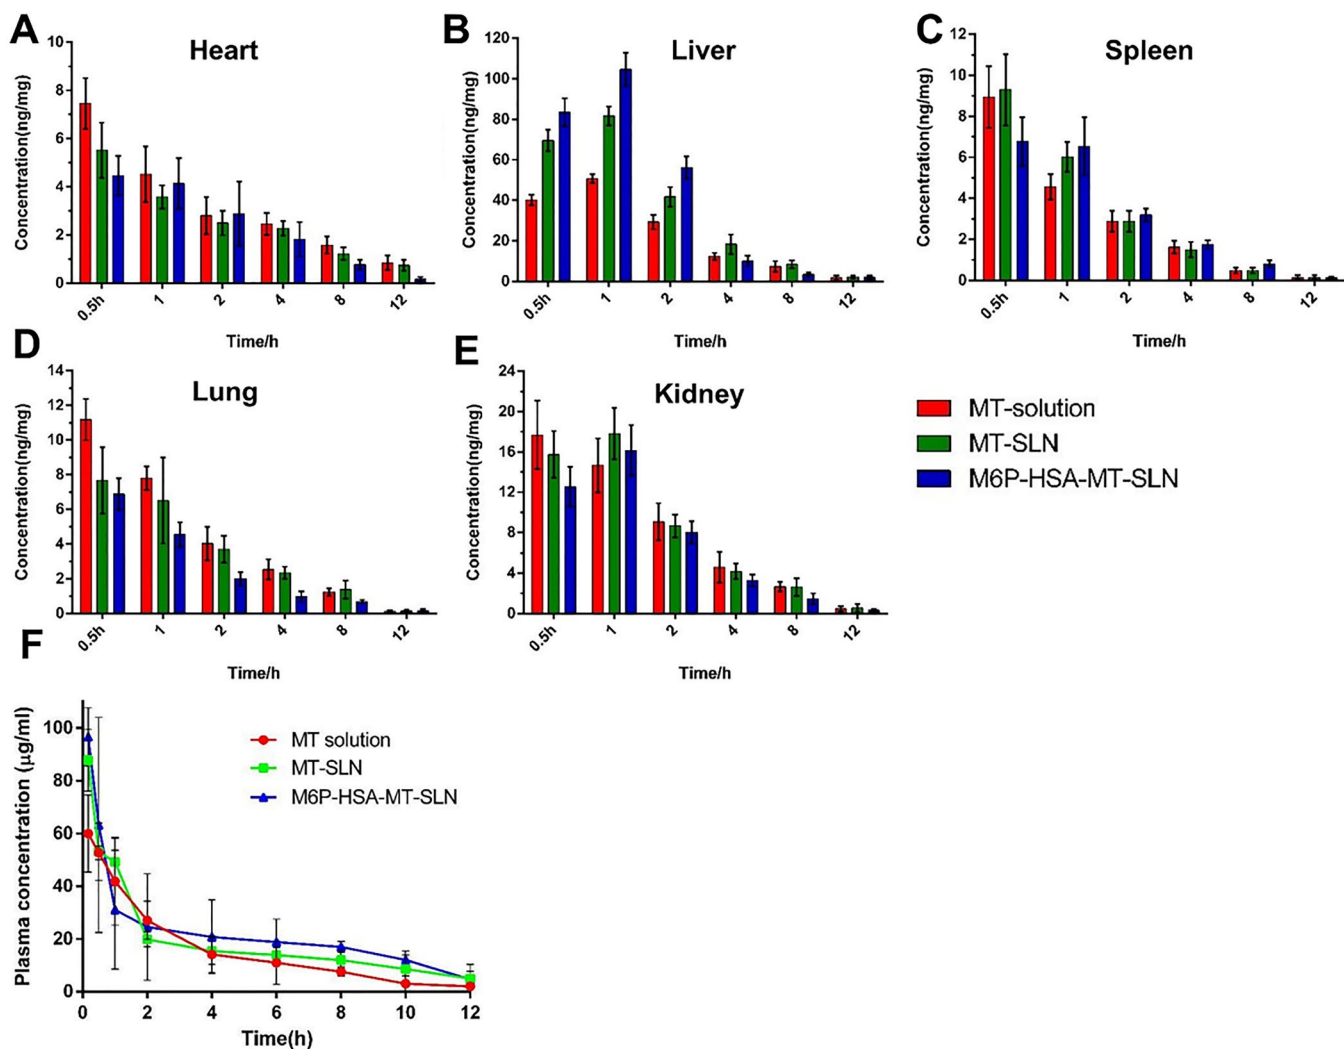 A
Heart
Concentration(ng/mg)
10
8
6
4
2
0
0.5h 1 2 4 8 12
Time/h
B
Liver
Concentration(ng/mg)
120
100
80
60
40
20
0
0.5h 1 2 4 8 12
Time/h
C
Spleen
Concentration(ng/mg)
12
10
8
6
4
2
0
0.5h 1 2 4 8 12
Time/h
D
Lung
Concentration(ng/mg)
14
12
10
8
6
4
2
0
0.5h 1 2 4 8 12
Time/h
E
Kidney
Concentration(ng/mg)
24
20
16
12
8
4
0
0.5h 1 2 4 8 12
Time/h
MT-solution
MT-SLN
M6P-HSA-MT-SLN
F
Plasma concentration (μg/ml)
100
80
60
40
20
0
0 2 4 6 8 10 12
Time(h)
MT solution
MT-SLN
M6P-HSA-MT-SLN